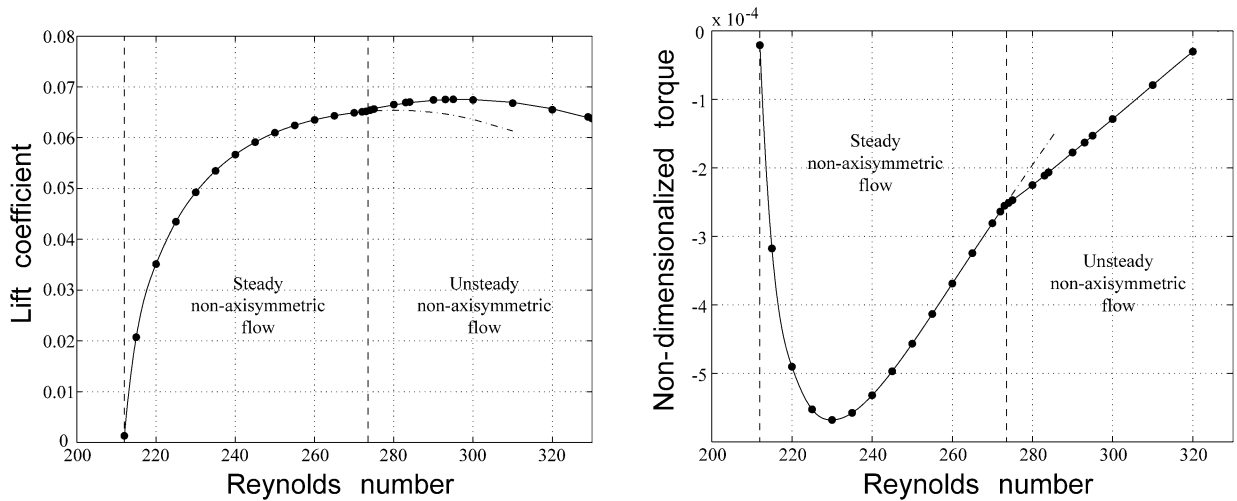 0.08
0.07
0.06
0.05
0.04
0.03
0.02
0.01
0
Lift coefficient
Steady
non-axisymmetric
flow
Unsteady
non-axisymmetric
flow
200 220 240 260 280 300 320
Reynolds number
x 10-4
0
-1
-2
-3
-4
-5
Non-dimensionalized torque
Steady
non-axisymmetric
flow
Unsteady
non-axisymmetric
flow
200 220 240 260 280 300 320
Reynolds number